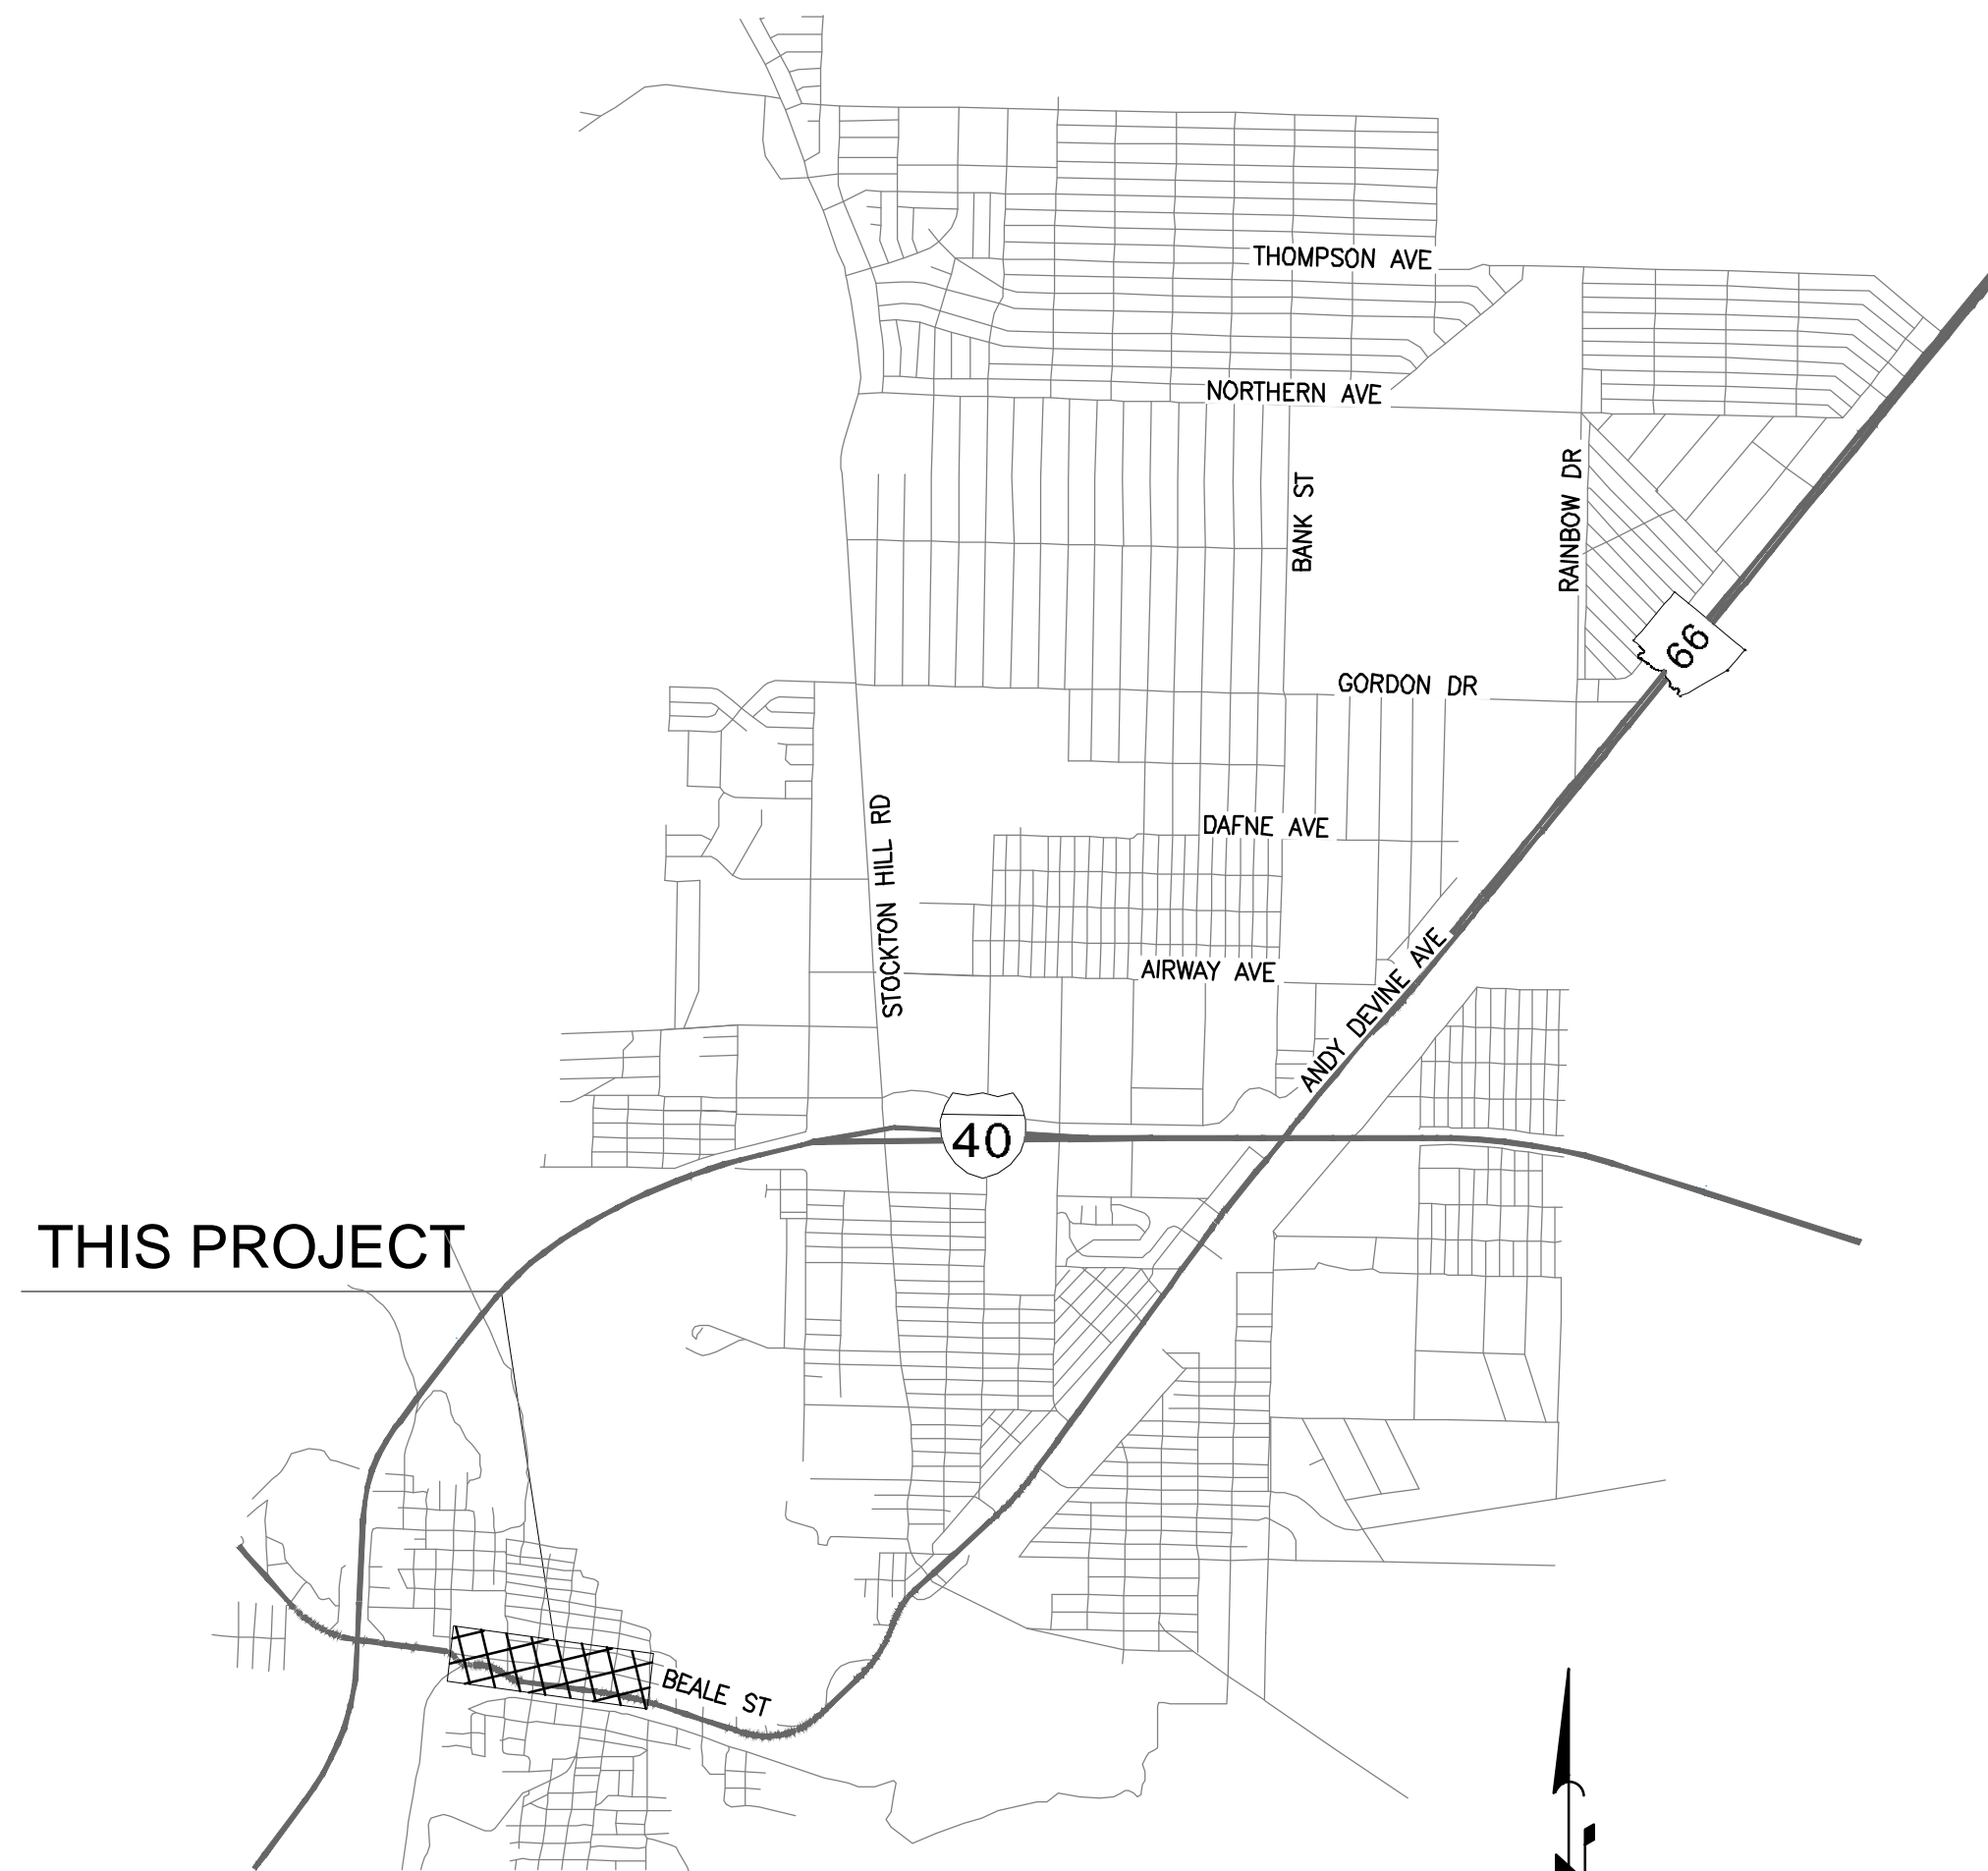 THOMPSON AVE
NORTHERN AVE
BANK ST
RAINBOW DR
66
GORDON DR
STOCKTON HILL RD
DAFNE AVE
AIRWAY AVE
ANDY DEVINE AVE
40
THIS PROJECT
BEALE ST